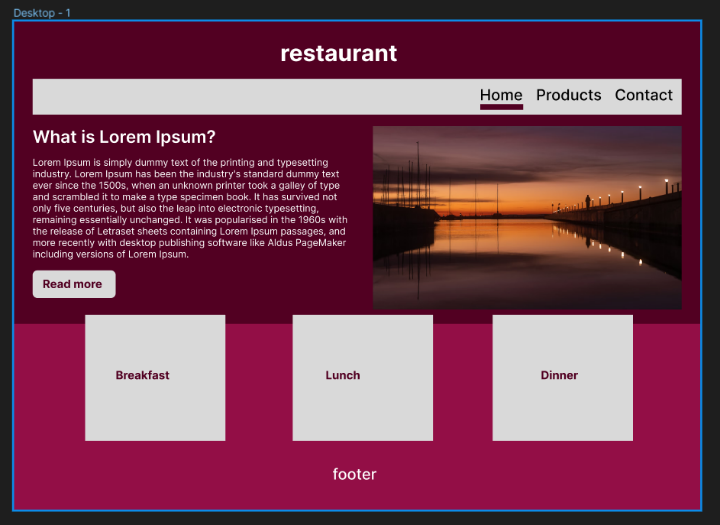 Desktop - 1
restaurant
Home Products Contact
What is Lorem Ipsum?
Lorem Ipsum is simply dummy text of the printing and typesetting
industry. Lorem Ipsum has been the industry's standard dummy text
ever since the 1500s, when an unknown printer took a galley of type
and scrambled it to make a type specimen book. It has survived not
only five centuries, but also the leap into electronic typesetting,
remaining essentially unchanged. It was popularised in the 1960s with
the release of Letraset sheets containing Lorem Ipsum passages, and
more recently with desktop publishing software like Aldus PageMaker
including versions of Lorem Ipsum.
Read more
Breakfast
Lunch
Dinner
footer